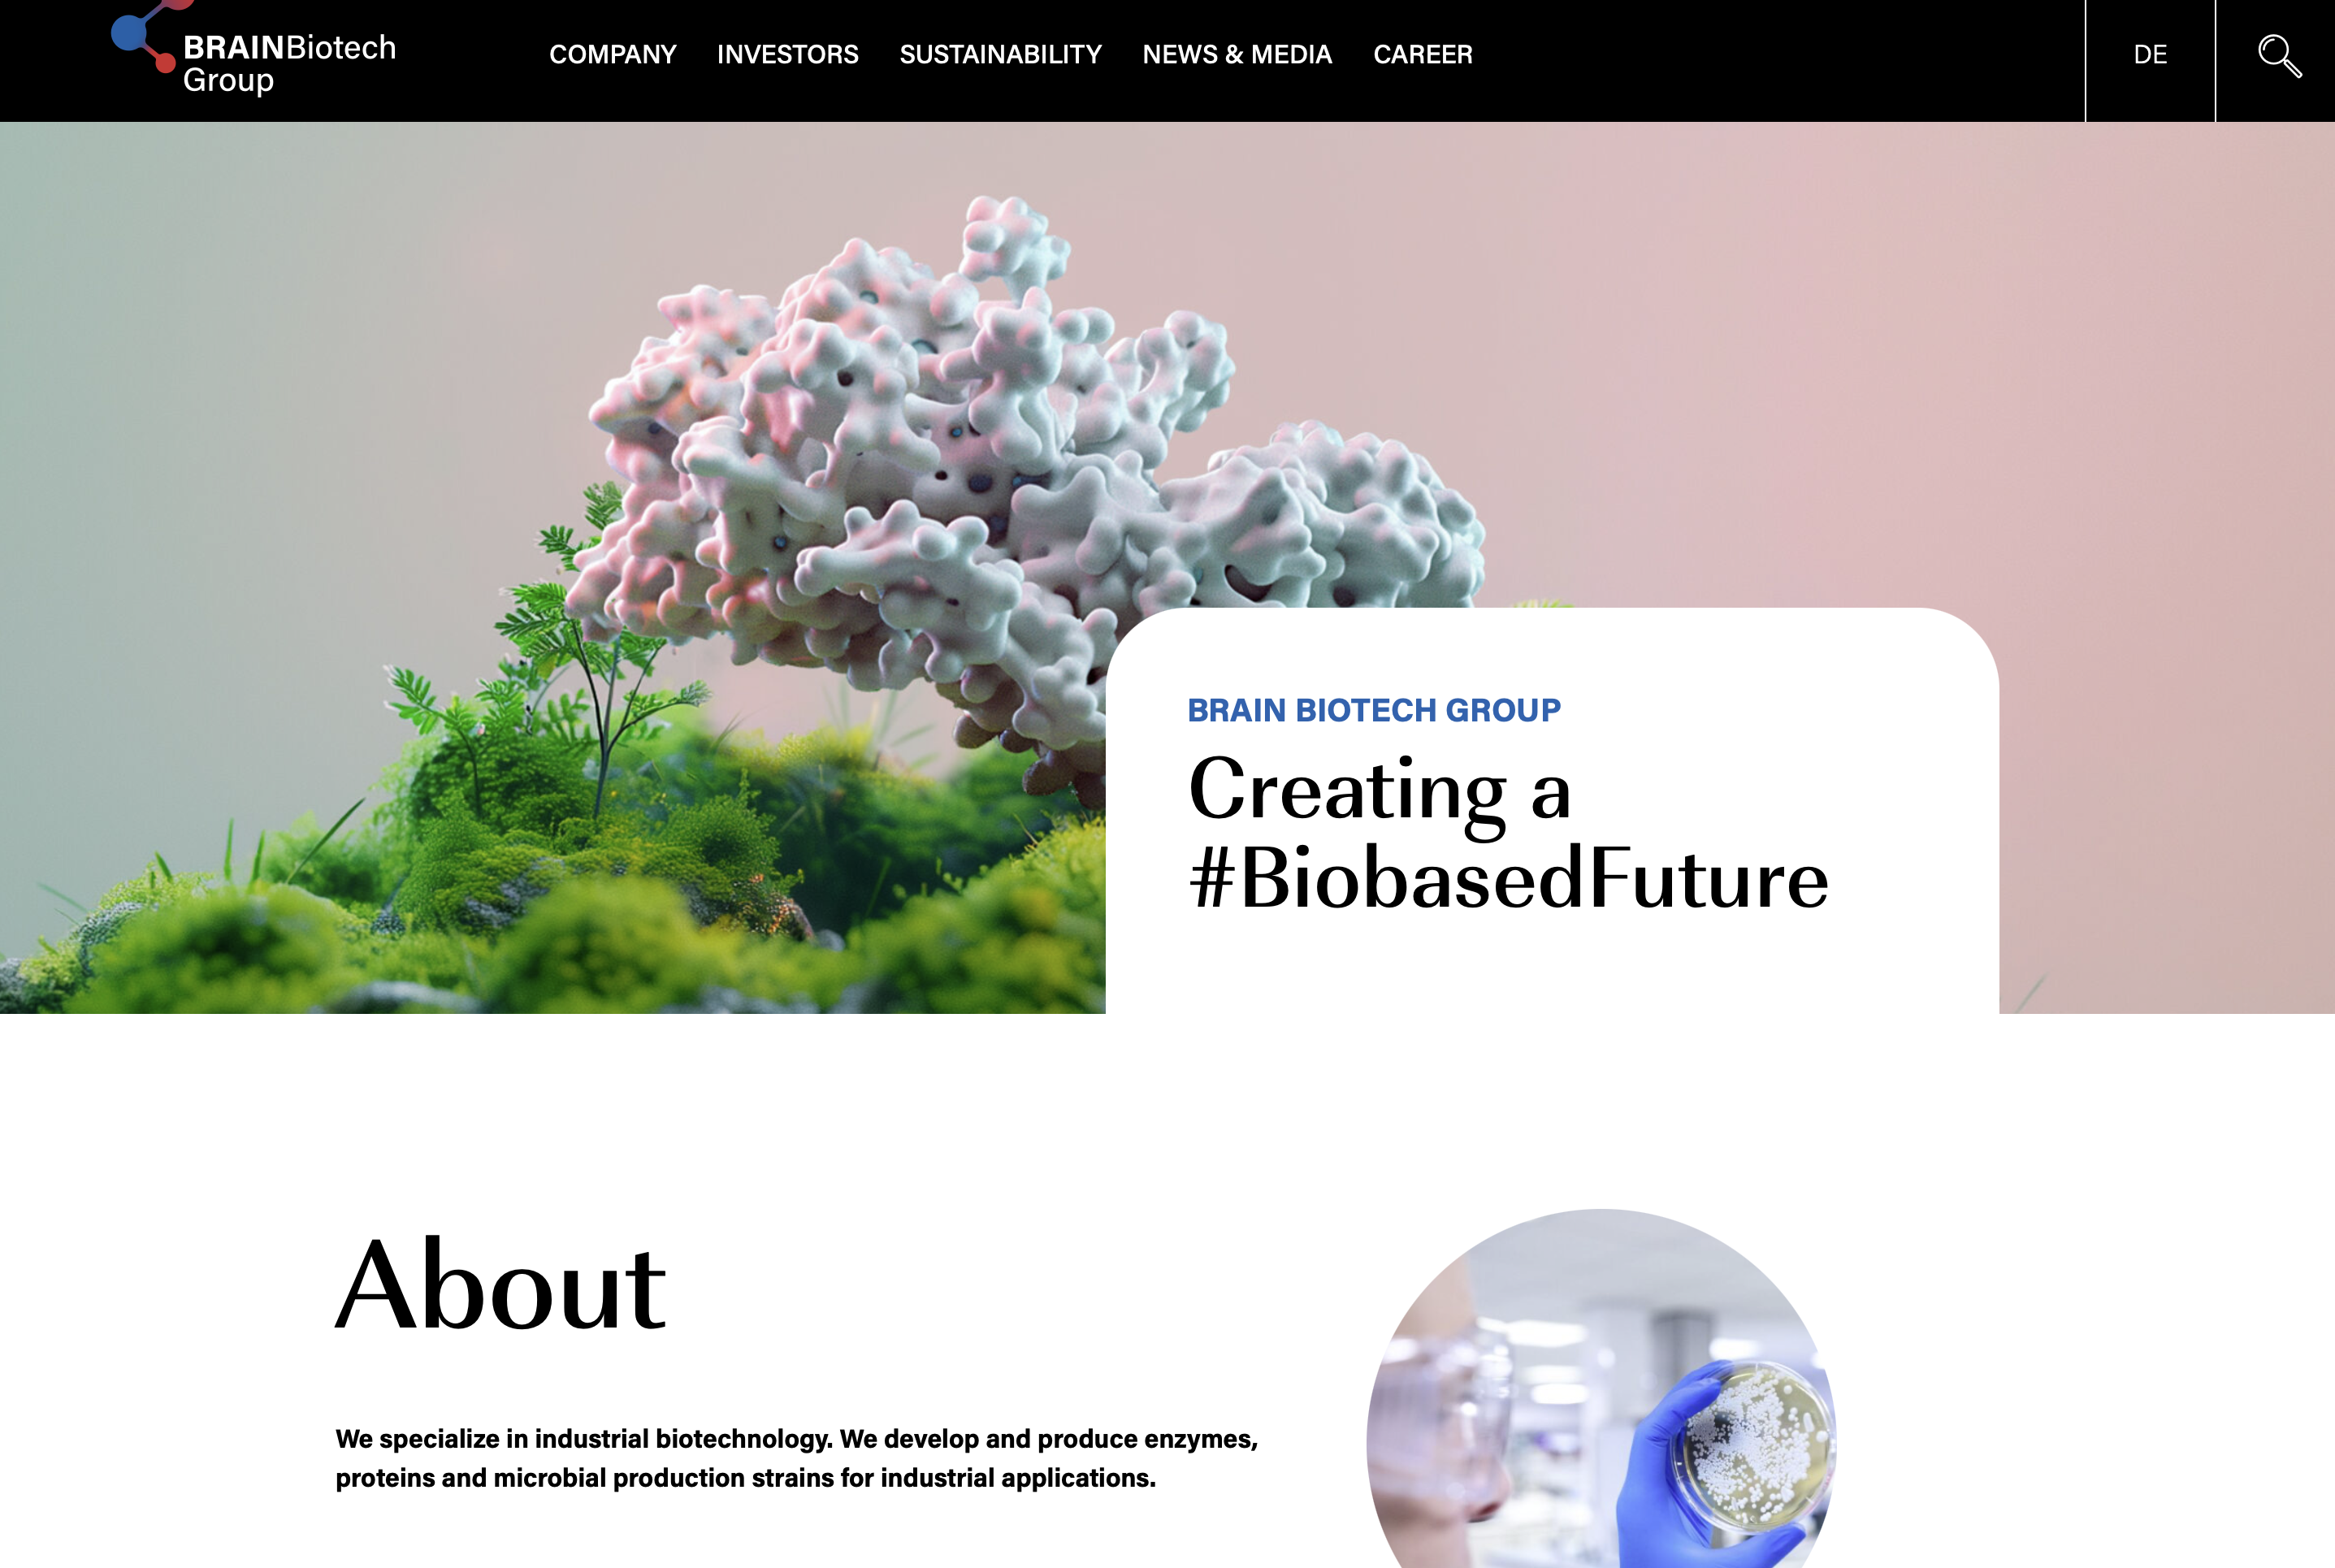 BRAINBiotech
Group
COMPANY INVESTORS SUSTAINABILITY NEWS & MEDIA CAREER
DE
BRAIN BIOTECH GROUP
Creating a
#BiobasedFuture
About
We specialize in industrial biotechnology. We develop and produce enzymes,
proteins and microbial production strains for industrial applications.